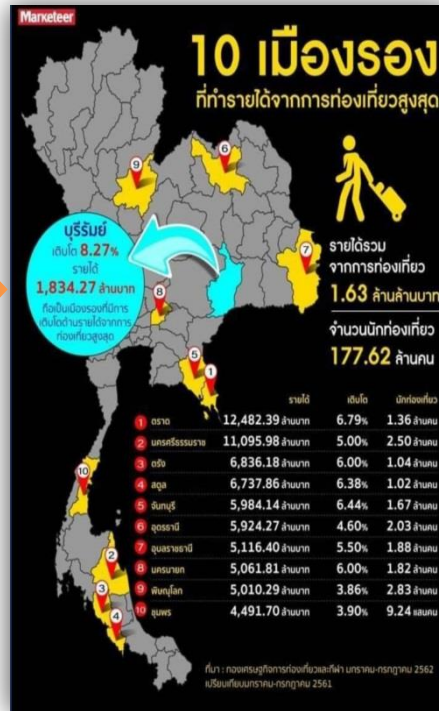 Marketeer
10 เมืองรอง
ที่ทำรายได้จากการท่องเที่ยวสูงสุด
9
6
บุรีรัมย์
เติบโต 8.27%
รายได้
1,834.27 ล้านบาท
ถือเป็นเมืองรองที่มีการ
เติบโตด้านรายได้จากการ
ท่องเที่ยวสูงสุด
7
รายได้รวม
จากการท่องเที่ยว
1.63 ล้านล้านบาท
จำนวนนักท่องเที่ยว
177.62 ล้านคน
8
5
1
รายได้ เติบโต นักท่องเที่ยว
1 ตราด 12,482.39 ล้านบาท 6.79% 1.36 ล้านคน
2 นครศรีธรรมราช 11,095.98 ล้านบาท 5.00% 2.50 ล้านคน
3 ตรัง 6,836.18 ล้านบาท 6.00% 1.04 ล้านคน
4 สตูล 6,737.86 ล้านบาท 6.38% 1.02 ล้านคน
5 จันทบุรี 5,984.14 ล้านบาท 6.44% 1.67 ล้านคน
6 อุดรธานี 5,924.27 ล้านบาท 4.60% 2.03 ล้านคน
7 อุบลราชธานี 5,116.40 ล้านบาท 5.50% 1.88 ล้านคน
8 นครนายก 5,061.81 ล้านบาท 6.00% 1.82 ล้านคน
9 พิษณุโลก 5,010.29 ล้านบาท 3.86% 2.83 ล้านคน
10 ชุมพร 4,491.70 ล้านบาท 3.90% 9.24 แสนคน
10
2
3
4
ที่มา : กองเศรษฐกิจการท่องเที่ยวและกีฬา มกราคม-กรกฎาคม 2562
เปรียบเทียบมกราคม-กรกฎาคม 2561